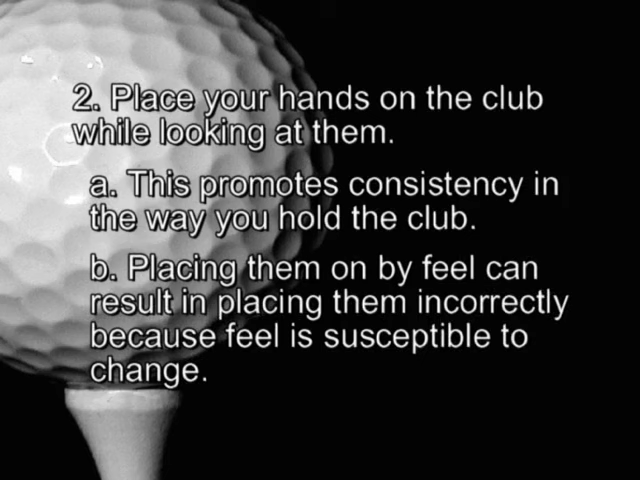 2. Place your hands on the club
while looking at them.
a. This promotes consistency in
the way you hold the club.
b. Placing them on by feel can
result in placing them incorrectly
because feel is susceptible to
change.